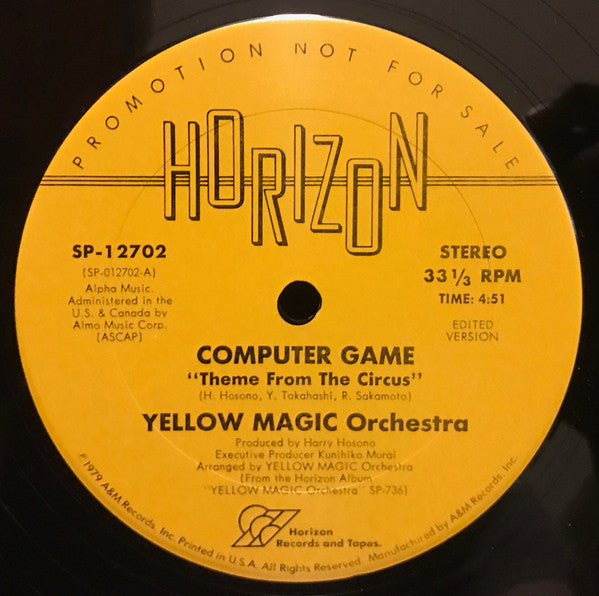 PROMOTION NOT FOR SALE
HORIZON
SP-12702
(SP-012702-A)
Alpha Music.
Administered in the
U.S. & Canada by
Almo Music Corp.
(ASCAP)
STEREO
33 1/3 RPM
TIME: 4:51
EDITED
VERSION
COMPUTER GAME
"Theme From The Circus"
(H. Hosono, Y. Takahashi, R. Sakamoto)
YELLOW MAGIC Orchestra
Produced by Harry Hosono
Executive Producer Kunihiko Murai
Arranged by YELLOW MAGIC Orchestra
(From the Horizon Album
"YELLOW MAGIC Orchestra" SP-736)
Horizon
Records and Tapes.
℗ 1979 A&M Records, Inc. Printed in U.S.A. All Rights Reserved. Manufactured by A&M Records, Inc.